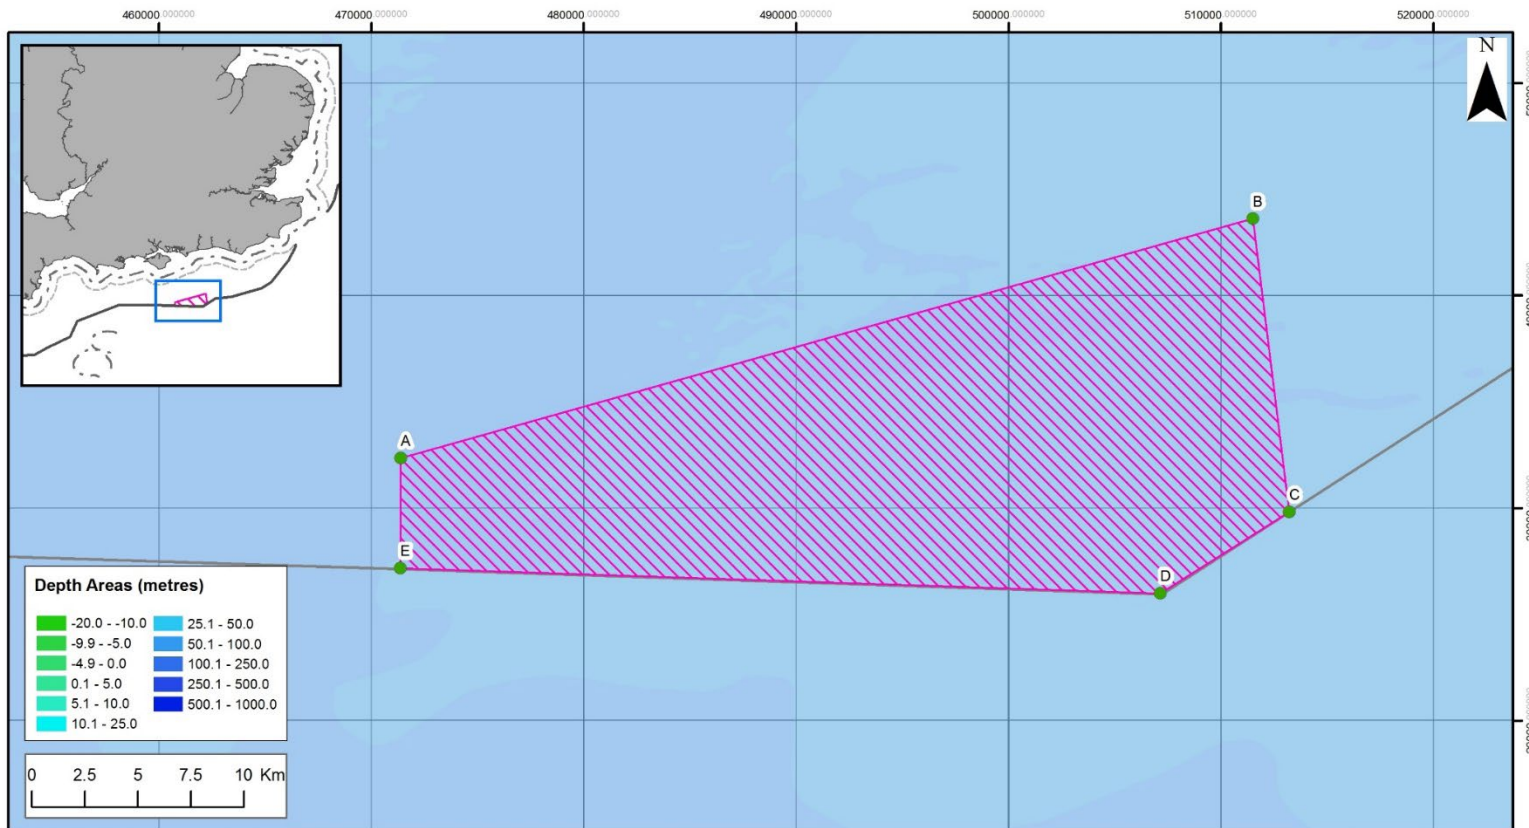 460000.000000 470000.000000 480000.000000 490000.000000 500000.000000 510000.000000 520000.000000
N
B
A
C
E
D
Depth Areas (metres)
-20.0 - -10.0
-9.9 - -5.0
-4.9 - 0.0
0.1 - 5.0
5.1 - 10.0
10.1 - 25.0
25.1 - 50.0
50.1 - 100.0
100.1 - 250.0
250.1 - 500.0
500.1 - 1000.0
0 2.5 5 7.5 10 Km